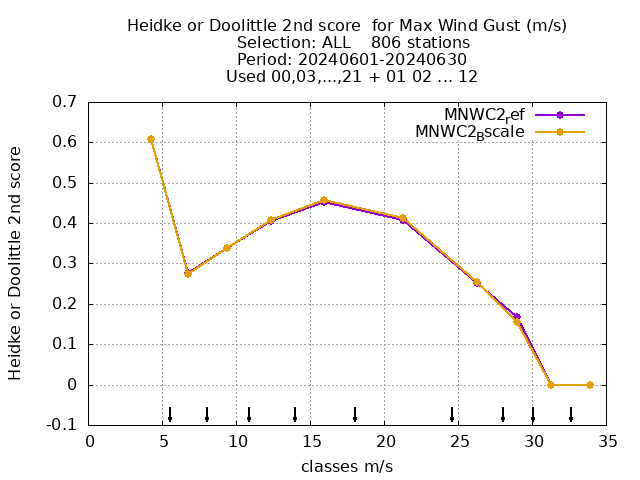 Heidke or Doolittle 2nd score  for Max Wind Gust (m/s)
Selection: ALL    806 stations
Period: 20240601-20240630
Used 00,03,...,21 + 01 02 ... 12
MNWC2ref
MNWC2Bscale
Heidke or Doolittle 2nd score
0.7
0.6
0.5
0.4
0.3
0.2
0.1
0
-0.1
0 5 10 15 20 25 30 35
classes m/s